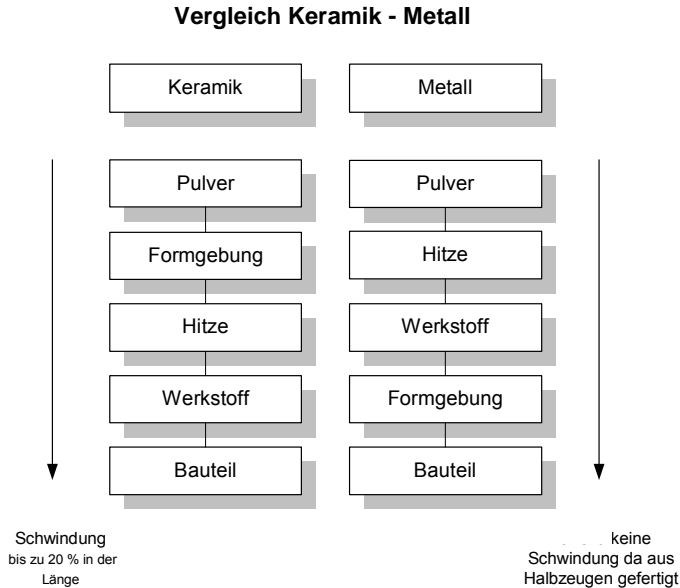 Vergleich Keramik - Metall
Keramik
Metall
Pulver
Formgebung
Hitze
Werkstoff
Bauteil
Pulver
Hitze
Werkstoff
Formgebung
Bauteil
Schwindung
bis zu 20 % in der
Länge
keine
Schwindung da aus
Halbzeugen gefertigt